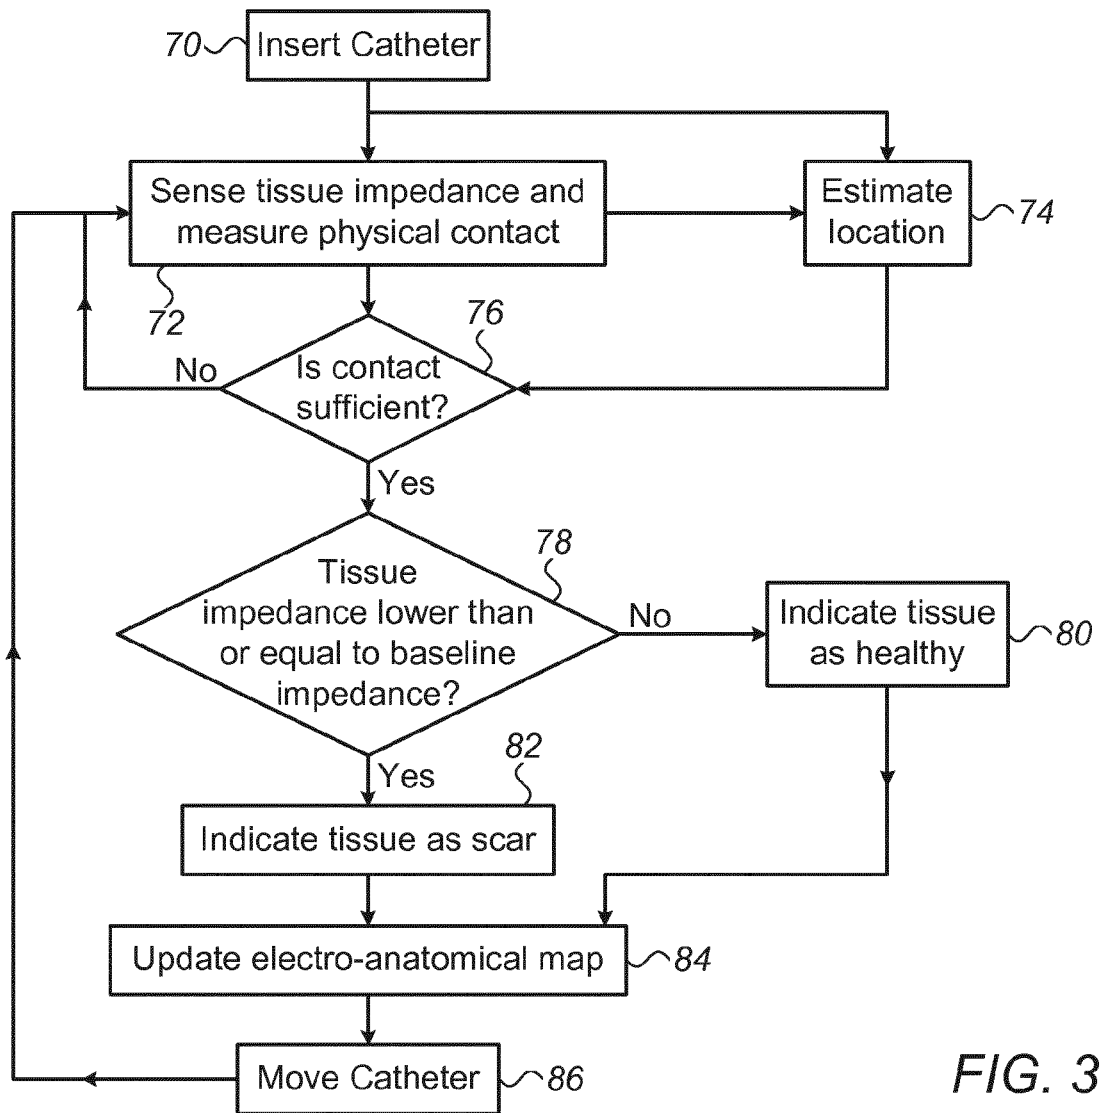 70
Insert Catheter
Sense tissue impedance and
measure physical contact
72
Estimate
location
74
76
Is contact
sufficient?
No
Yes
78
Tissue
impedance lower than
or equal to baseline
impedance?
No
Indicate tissue
as healthy
80
Yes
82
Indicate tissue as scar
Update electro-anatomical map
84
Move Catheter
86
FIG. 3